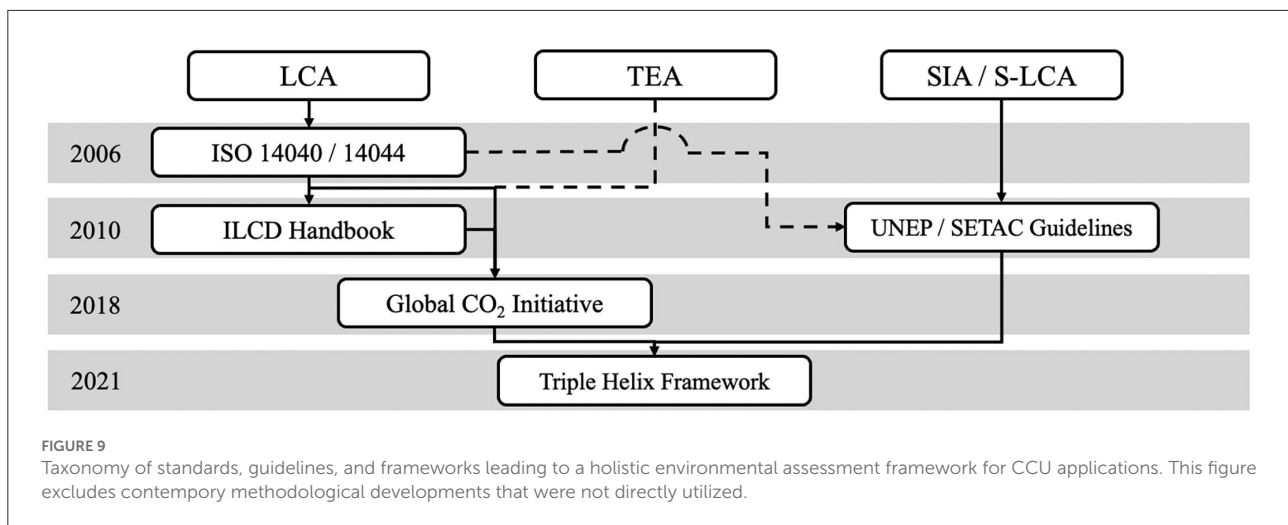 LCA
TEA
SIA / S-LCA
2006
ISO 14040 / 14044
2010
ILCD Handbook
UNEP / SETAC Guidelines
2018
Global CO₂ Initiative
2021
Triple Helix Framework
FIGURE 9
Taxonomy of standards, guidelines, and frameworks leading to a holistic environmental assessment framework for CCU applications. This figure
excludes contempory methodological developments that were not directly utilized.